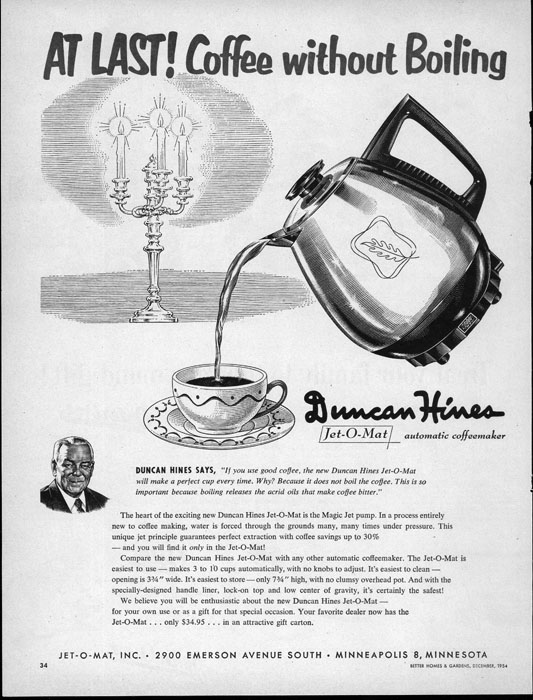 AT LAST! Coffee without Boiling
Duncan Hines
Jet-O-Mat automatic coffeemaker
DUNCAN HINES SAYS, "If you use good coffee, the new Duncan Hines Jet-O-Mat
will make a perfect cup every time. Why? Because it does not boil the coffee. This is so
important because boiling releases the acrid oils that make coffee bitter."
The heart of the exciting new Duncan Hines Jet-O-Mat is the Magic Jet pump. In a process entirely
new to coffee making, water is forced through the grounds many, many times under pressure. This
unique jet principle guarantees perfect extraction with coffee savings up to 30%
— and you will find it only in the Jet-O-Mat!
Compare the new Duncan Hines Jet-O-Mat with any other automatic coffeemaker. The Jet-O-Mat is
easiest to use — makes 3 to 10 cups automatically, with no knobs to adjust. It's easiest to clean —
opening is 3¾" wide. It's easiest to store — only 7¾" high, with no clumsy overhead pot. And with the
specially-designed handle liner, lock-on top and low center of gravity, it's certainly the safest!
We believe you will be enthusiastic about the new Duncan Hines Jet-O-Mat —
for your own use or as a gift for that special occasion. Your favorite dealer now has the
Jet-O-Mat . . . only $34.95 . . . in an attractive gift carton.
JET-O-MAT, INC. • 2900 EMERSON AVENUE SOUTH • MINNEAPOLIS 8, MINNESOTA
34
BETTER HOMES & GARDENS, DECEMBER, 1954